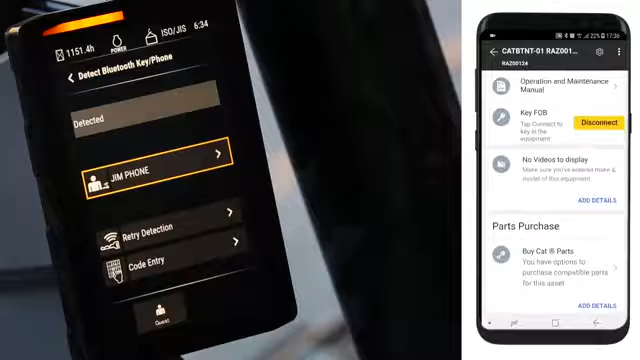 1151.4h
POWER
ISO/JIS
6:34
Detect Bluetooth Key/Phone
Detected
JIM PHONE
Retry Detection
Code Entry
Guest
22% 17:36
CATBTNT-01 RAZ001...
RAZ00124
Operation and Maintenance
Manual
Key FOB
Tap Connect to
key in the
equipment.
Disconnect
No Videos to display
Make sure you've entered make &
model of this equipment.
ADD DETAILS
Parts Purchase
Buy Cat ® Parts
You have options to
purchase compatible parts
for this asset
ADD DETAILS